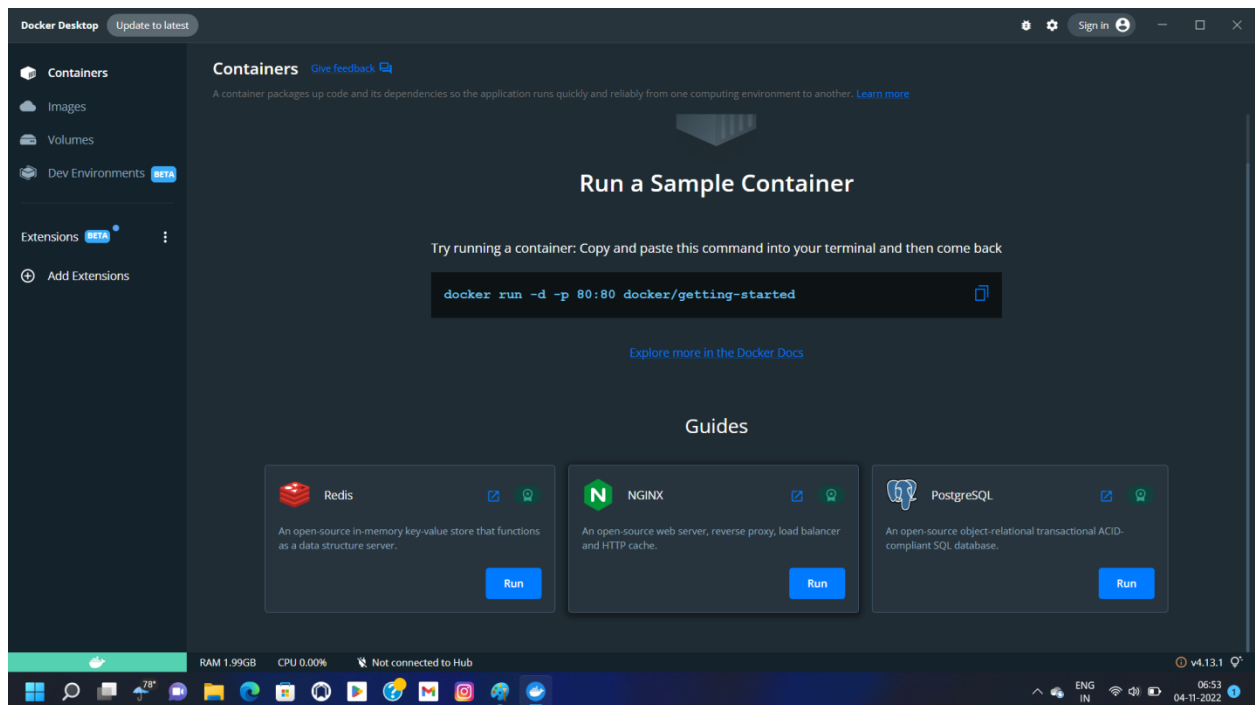 Docker Desktop Update to latest
Sign in
Containers
Images
Volumes
Dev Environments BETA
Extensions BETA
Add Extensions
Containers Give feedback
A container packages up code and its dependencies so the application runs quickly and reliably from one computing environment to another. Learn more
Run a Sample Container
Try running a container: Copy and paste this command into your terminal and then come back
docker run -d -p 80:80 docker/getting-started
Explore more in the Docker Docs
Guides
Redis
An open-source in-memory key-value store that functions
as a data structure server.
Run
NGINX
An open-source web server, reverse proxy, load balancer
and HTTP cache.
Run
PostgreSQL
An open-source object-relational transactional ACID-
compliant SQL database.
Run
RAM 1.99GB CPU 0.00% Not connected to Hub
v4.13.1
78°
ENG
IN
06:53
04-11-2022
1